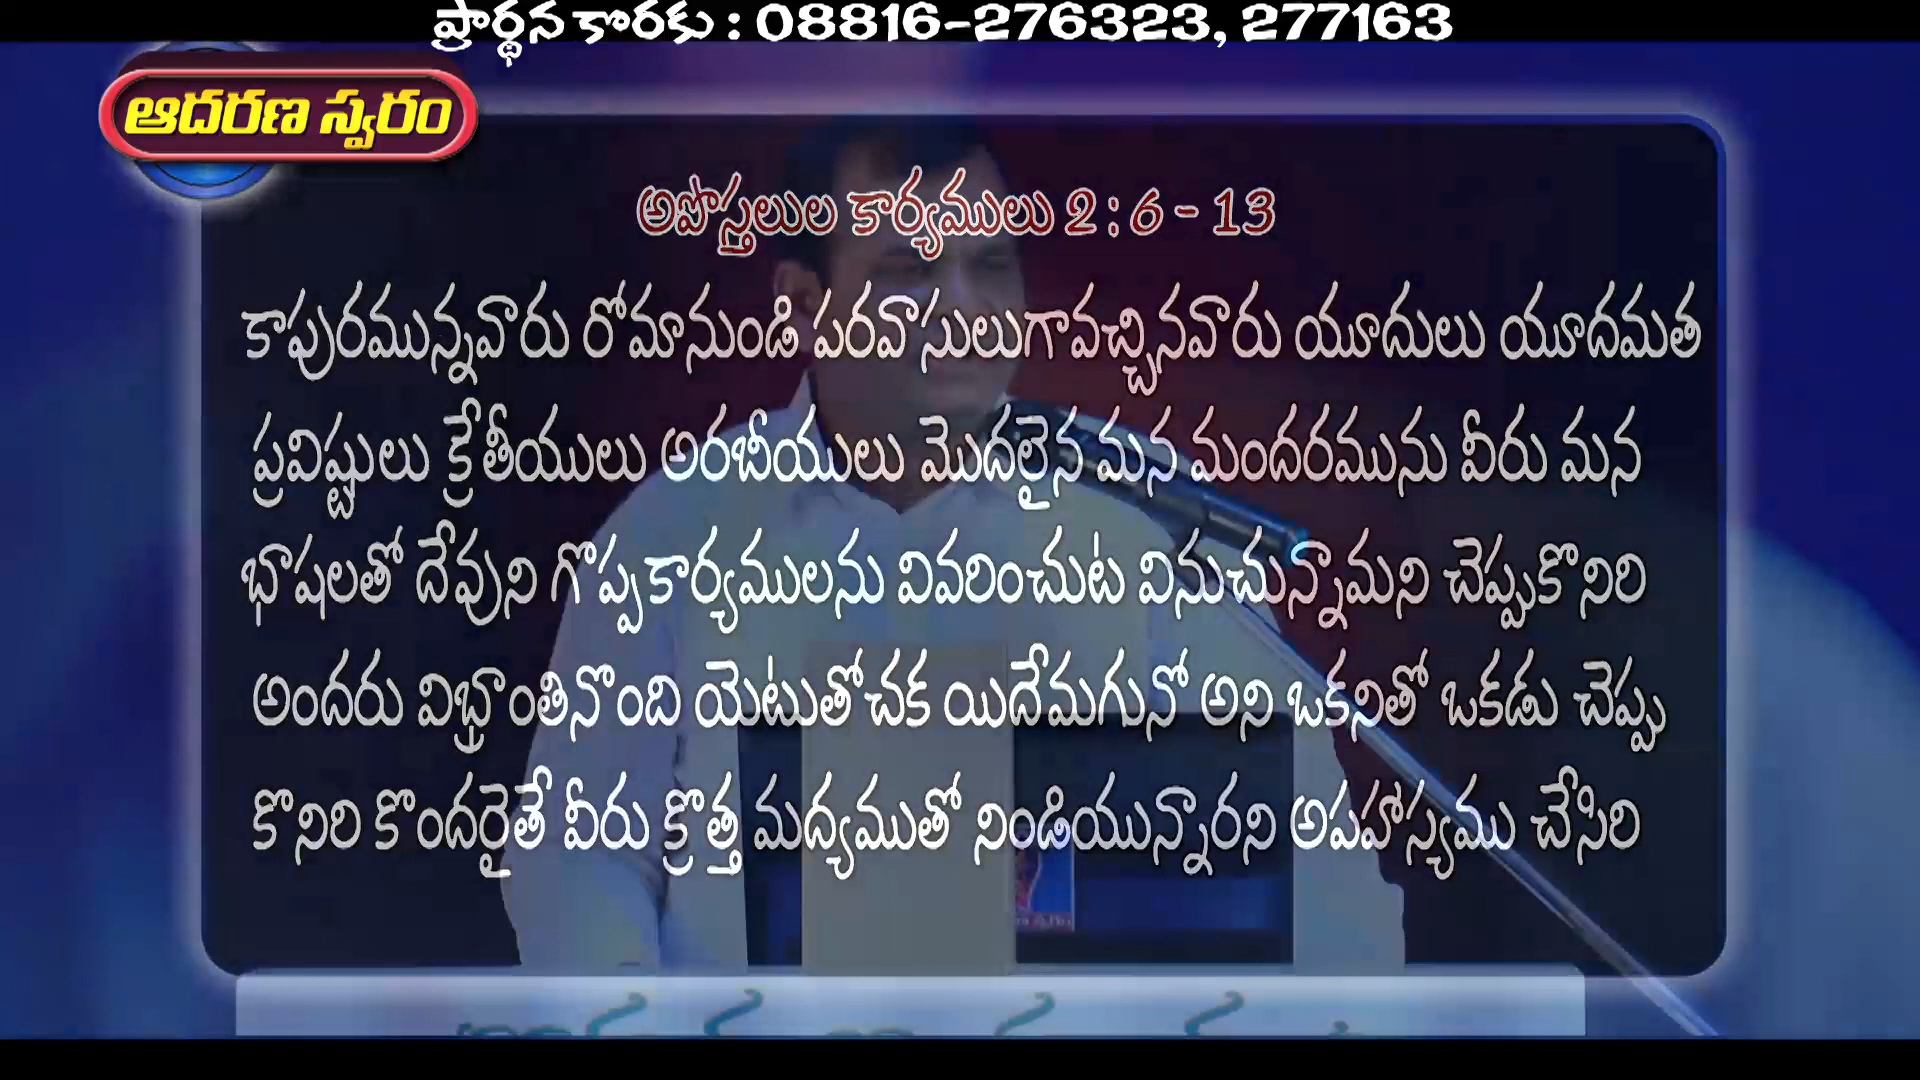 ప్రార్థన కొరకు : 08816-276323, 277163
ఆదరణ స్వరం
అపొస్తలుల కార్యములు 2 : 6 - 13
కాపురమున్నవారు రోమానుండి పరవాసులుగావచ్చినవారు యూదులు యూదమత
ప్రవిష్టులు క్రేతీయులు అరబీయులు మొదలైన మన మందరమును వీరు మన
భాషలతో దేవుని గొప్పకార్యములను వివరించుట వినుచున్నామని చెప్పుకొనిరి
అందరు విభ్రాంతినొంది యెటుతోచక యిదేమగునో అని ఒకనితో ఒకడు చెప్పు
కొనిరి కొందరైతే వీరు క్రొత్త మద్యముతో నిండియున్నారని అపహాస్యము చేసిరి